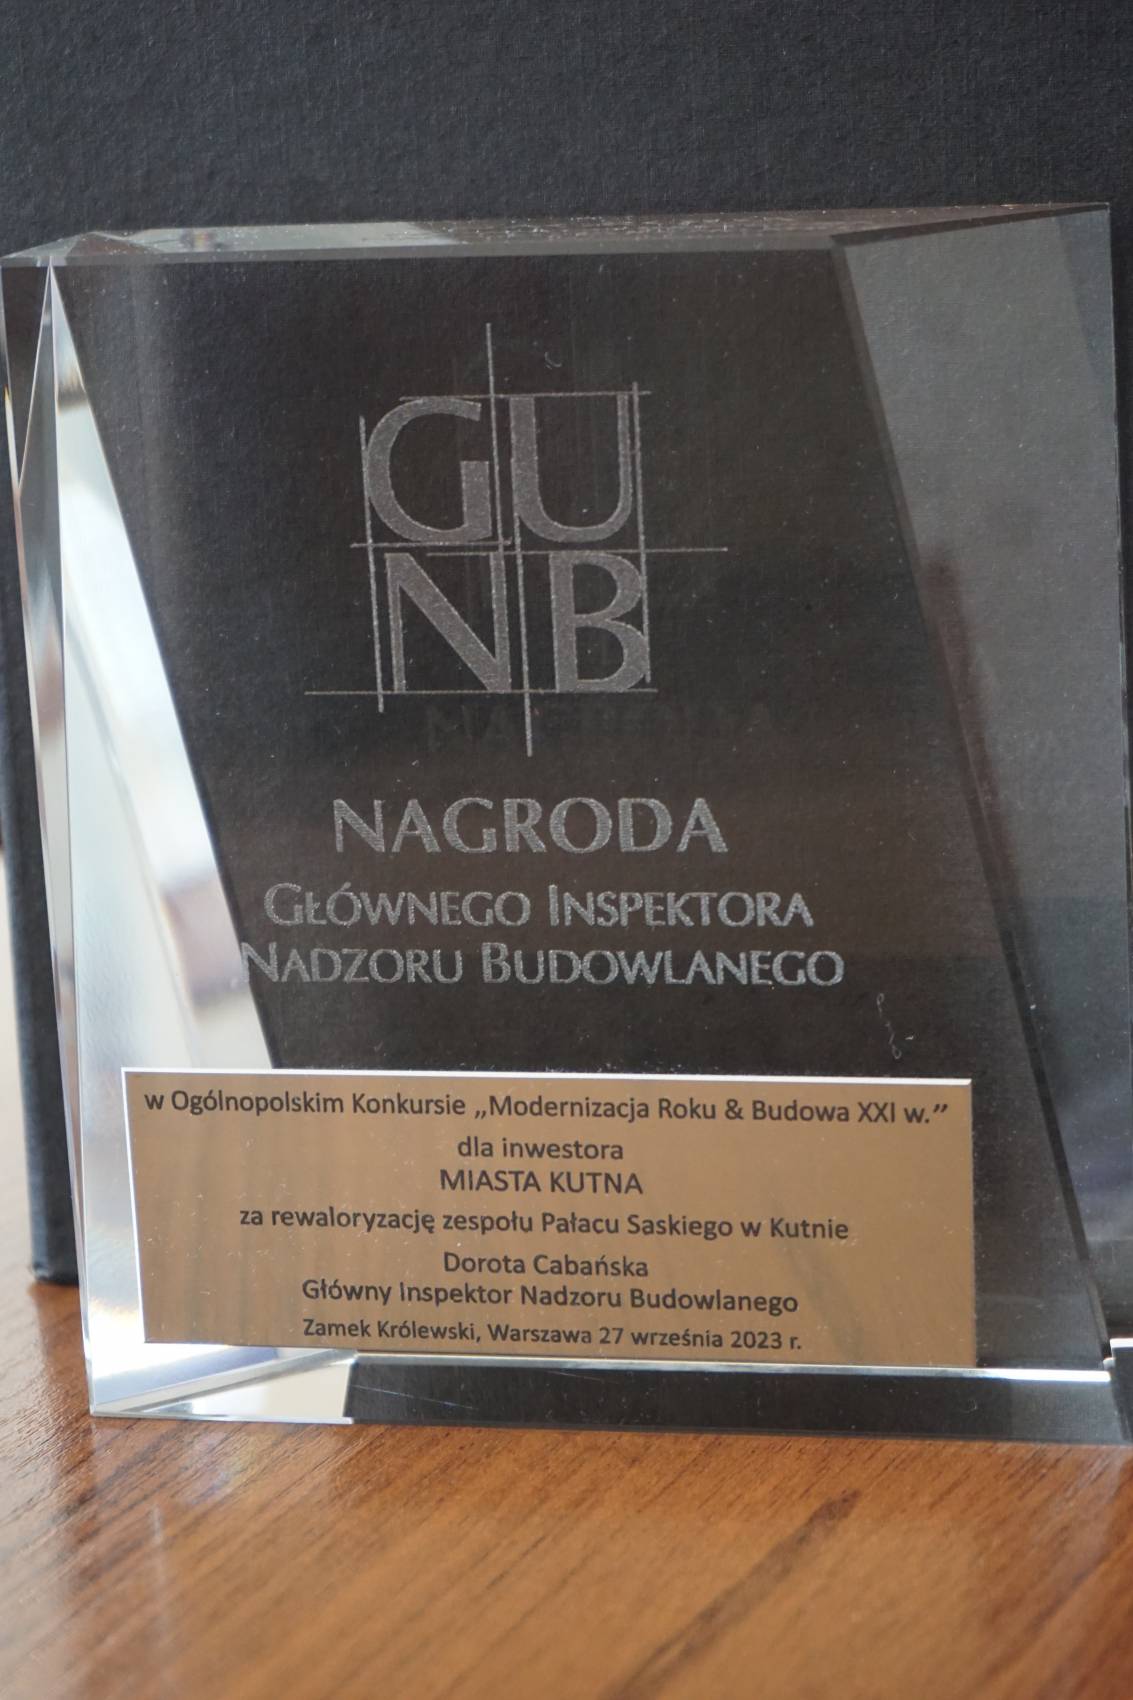 GU
NB
NAGRODA
GŁÓWNEGO INSPEKTORA
NADZORU BUDOWLANEGO
w Ogólnopolskim Konkursie „Modernizacja Roku & Budowa XXI w.”
dla inwestora
MIASTA KUTNA
za rewaloryzację zespołu Pałacu Saskiego w Kutnie
Dorota Cabańska
Główny Inspektor Nadzoru Budowlanego
Zamek Królewski, Warszawa 27 września 2023 r.